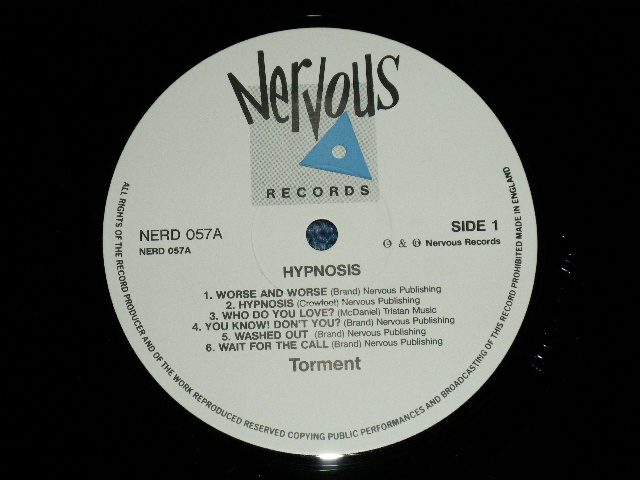 Nervous
RECORDS
NERD 057A
NERD 057A
SIDE 1
Ⓒ & Ⓟ Nervous Records
HYPNOSIS
1. WORSE AND WORSE (Brand) Nervous Publishing
2. HYPNOSIS (Crowfoot) Nervous Publishing
3. WHO DO YOU LOVE? (McDaniel) Tristan Music
4. YOU KNOW! DON'T YOU? (Brand) Nervous Publishing
5. WASHED OUT (Brand) Nervous Publishing
6. WAIT FOR THE CALL (Brand) Nervous Publishing
Torment
ALL RIGHTS OF THE RECORD PRODUCER AND OF THE WORK REPRODUCED RESERVED COPYING PUBLIC PERFORMANCES AND BROADCASTING OF THIS RECORD PROHIBITED MADE IN ENGLAND